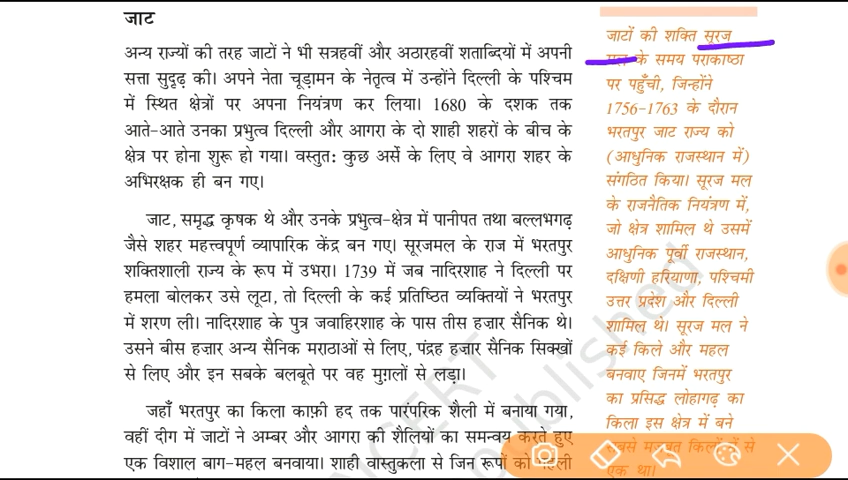 जाट
अन्य राज्यों की तरह जाटों ने भी सत्रहवीं और अठारहवीं शताब्दियों में अपनी
सत्ता सुदृढ़ की। अपने नेता चूड़ामन के नेतृत्व में उन्होंने दिल्ली के पश्चिम
में स्थित क्षेत्रों पर अपना नियंत्रण कर लिया। 1680 के दशक तक
आते-आते उनका प्रभुत्व दिल्ली और आगरा के दो शाही शहरों के बीच के
क्षेत्र पर होना शुरू हो गया। वस्तुत: कुछ अर्से के लिए वे आगरा शहर के
अभिरक्षक ही बन गए।
जाट, समृद्ध कृषक थे और उनके प्रभुत्व-क्षेत्र में पानीपत तथा बल्लभगढ़
जैसे शहर महत्त्वपूर्ण व्यापारिक केंद्र बन गए। सूरजमल के राज में भरतपुर
शक्तिशाली राज्य के रूप में उभरा। 1739 में जब नादिरशाह ने दिल्ली पर
हमला बोलकर उसे लूटा, तो दिल्ली के कई प्रतिष्ठित व्यक्तियों ने भरतपुर
में शरण ली। नादिरशाह के पुत्र जवाहिरशाह के पास तीस हज़ार सैनिक थे।
उसने बीस हज़ार अन्य सैनिक मराठाओं से लिए, पंद्रह हज़ार सैनिक सिक्खों
से लिए और इन सबके बलबूते पर वह मुग़लों से लड़ा।
जहाँ भरतपुर का किला काफ़ी हद तक पारंपरिक शैली में बनाया गया,
वहीं दीग में जाटों ने अम्बर और आगरा की शैलियों का समन्वय करते हुए
एक विशाल बाग-महल बनवाया। शाही वास्तुकला से जिन रूपों को पहली
जाटों की शक्ति सूरज
मल के समय पराकाष्ठा
पर पहुँची, जिन्होंने
1756-1763 के दौरान
भरतपुर जाट राज्य को
(आधुनिक राजस्थान में)
संगठित किया। सूरज मल
के राजनैतिक नियंत्रण में,
जो क्षेत्र शामिल थे उसमें
आधुनिक पूर्वी राजस्थान,
दक्षिणी हरियाणा, पश्चिमी
उत्तर प्रदेश और दिल्ली
शामिल थे। सूरज मल ने
कई किले और महल
बनवाए जिनमें भरतपुर
का प्रसिद्ध लोहागढ़ का
किला इस क्षेत्र में बने
सबसे मज़बूत किलों में से
एक था।